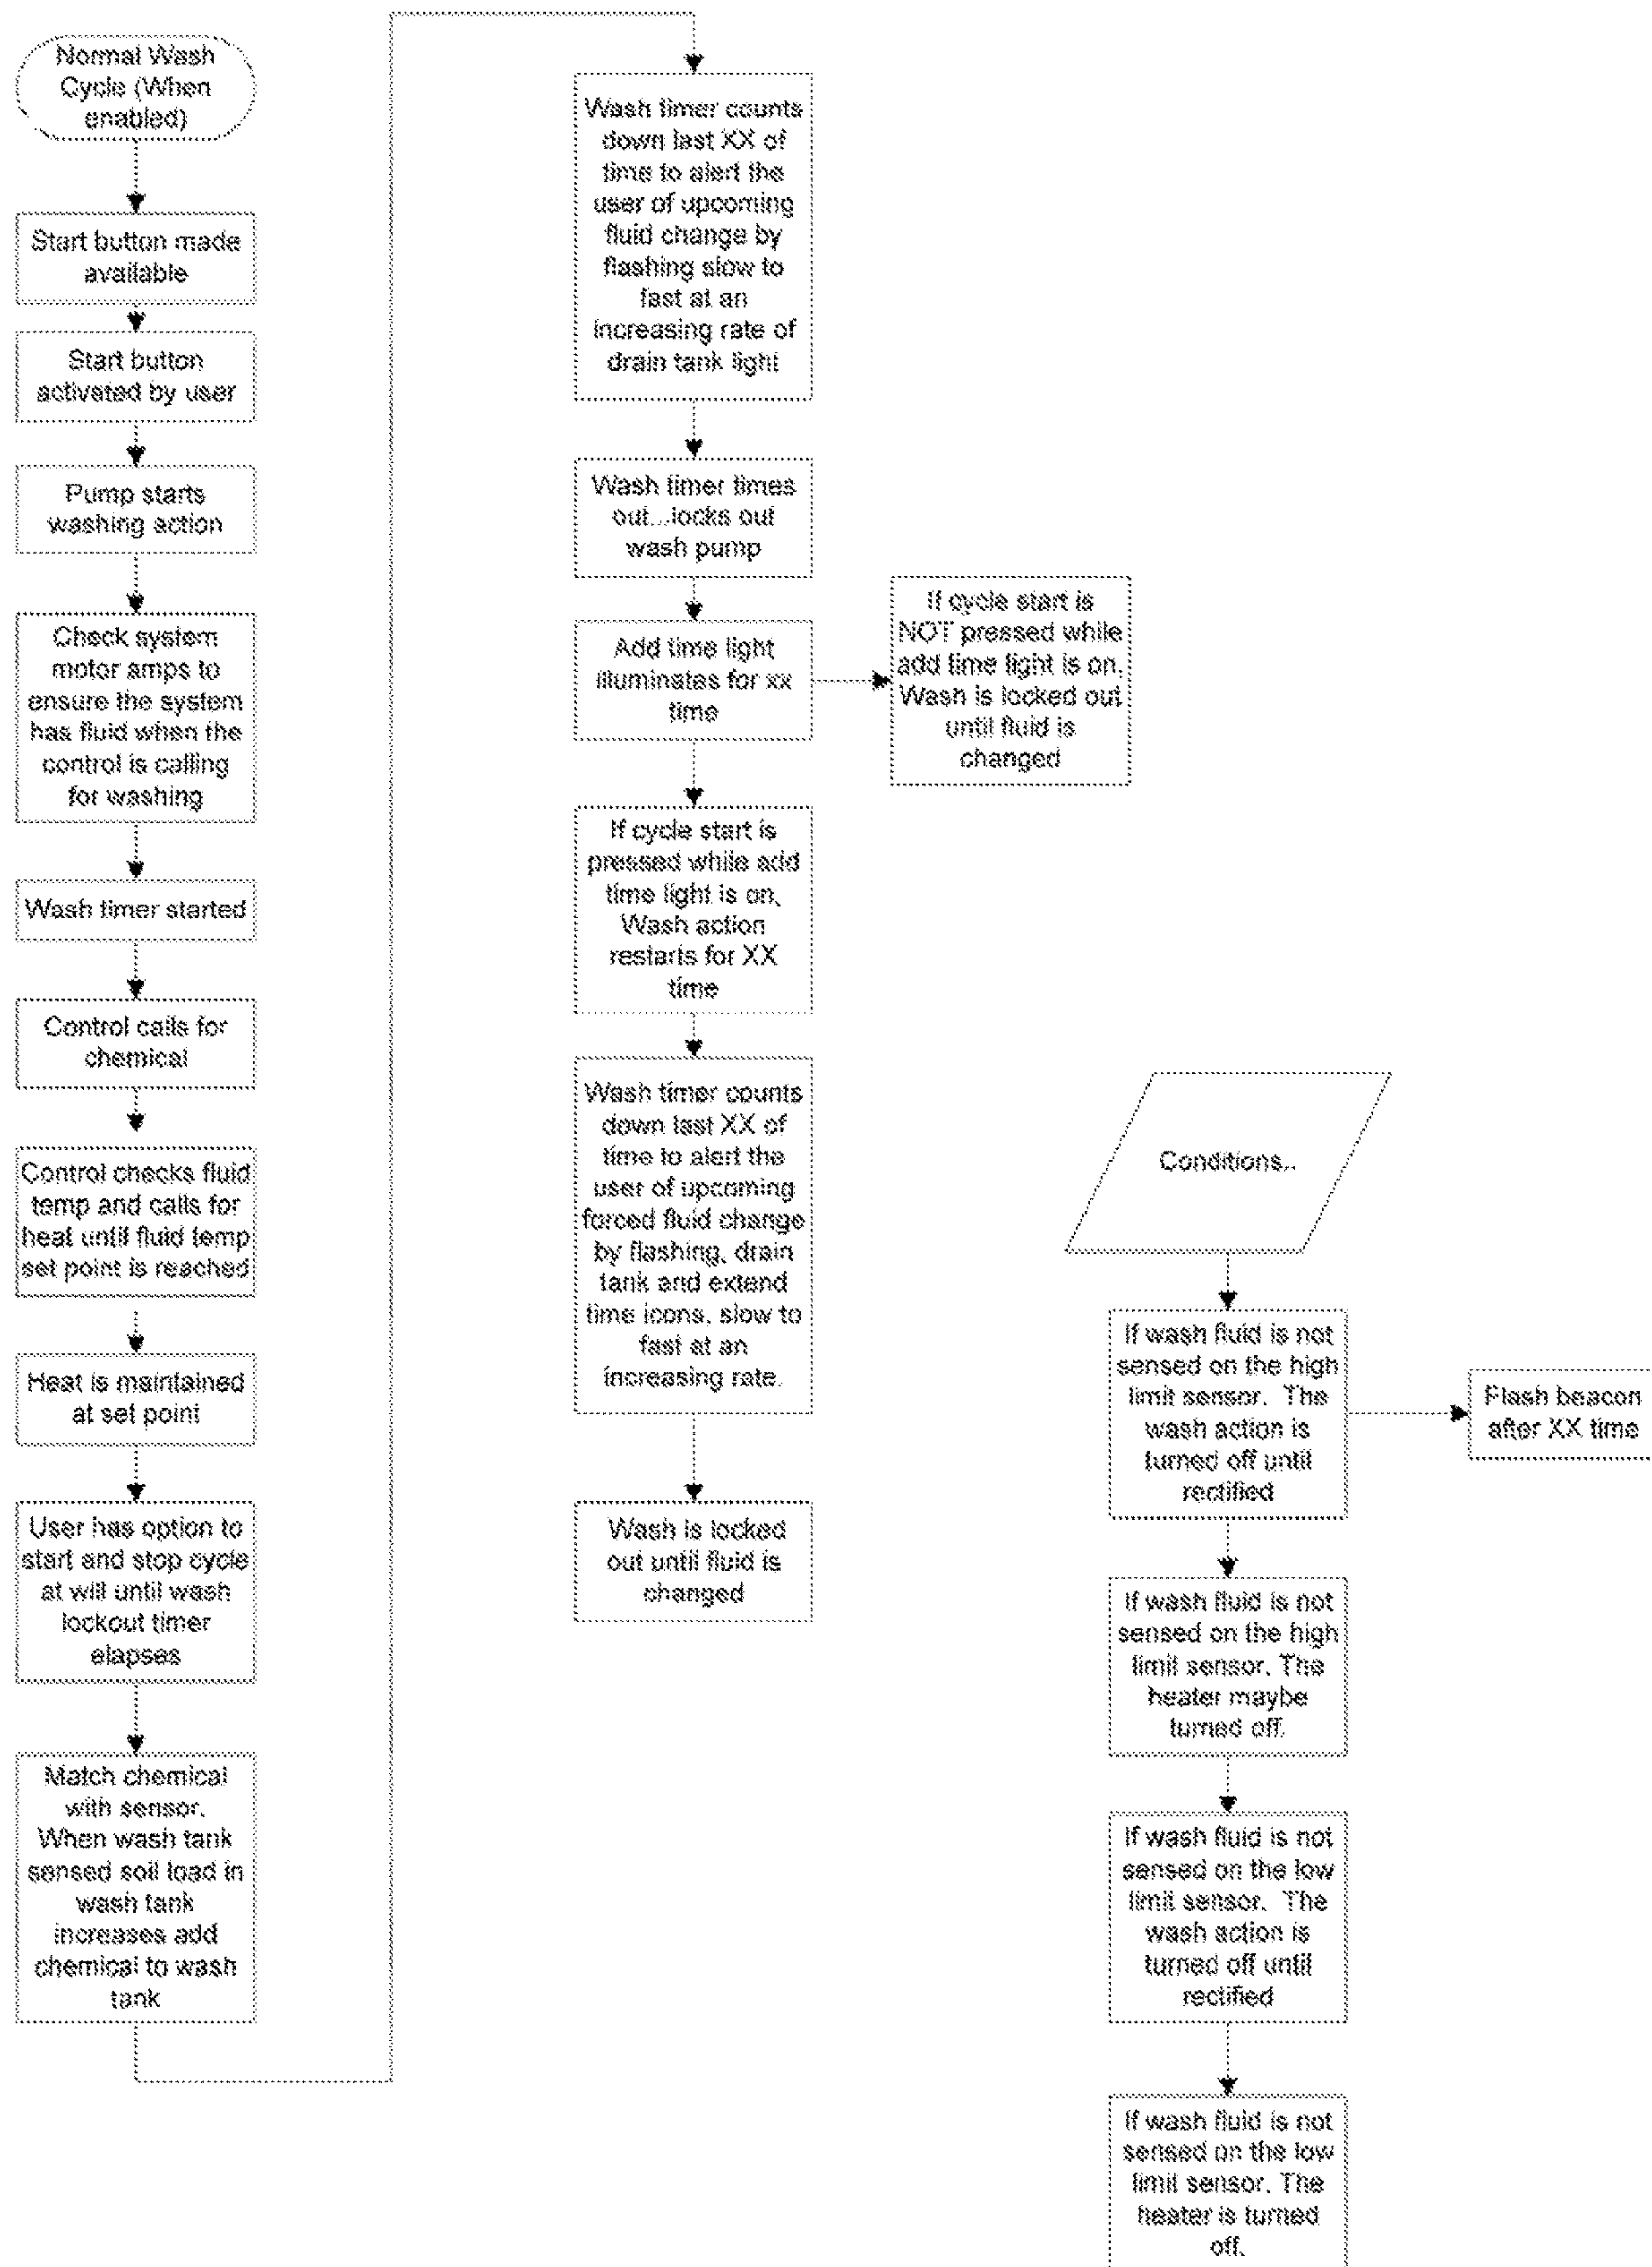 Normal Wash
Cycle (When
enabled)
Start button made
available
Start button
activated by user
Pump starts
washing action
Check system
motor amps to
ensure the system
has fluid when the
control is calling
for washing
Wash timer started
Control calls for
chemical
Control checks fluid
temp and calls for
heat until fluid temp
set point is reached
Heat is maintained
at set point
User has option to
start and stop cycle
at will until wash
lockout timer
elapses
Match chemical
with sensor.
When wash tank
sensed soil load in
wash tank
increases add
chemical to wash
tank
Wash timer counts
down last XX of
time to alert the
user of upcoming
fluid change by
flashing slow to
fast at an
increasing rate of
drain tank light
Wash timer times
out...locks out
wash pump
Add time light
illuminates for xx
time
If cycle start is
NOT pressed while
add time light is on,
Wash is locked out
until fluid is
changed
If cycle start is
pressed while add
time light is on,
Wash action
restarts for XX
time
Wash timer counts
down last XX of
time to alert the
user of upcoming
forced fluid change
by flashing, drain
tank and extend
time icons, slow to
fast at an
increasing rate.
Wash is locked
out until fluid is
changed
Conditions..
If wash fluid is not
sensed on the high
limit sensor.  The
wash action is
turned off until
rectified
Flash beacon
after XX time
If wash fluid is not
sensed on the high
limit sensor. The
heater maybe
turned off.
If wash fluid is not
sensed on the low
limit sensor.  The
wash action is
turned off until
rectified
If wash fluid is not
sensed on the low
limit sensor. The
heater is turned
off.